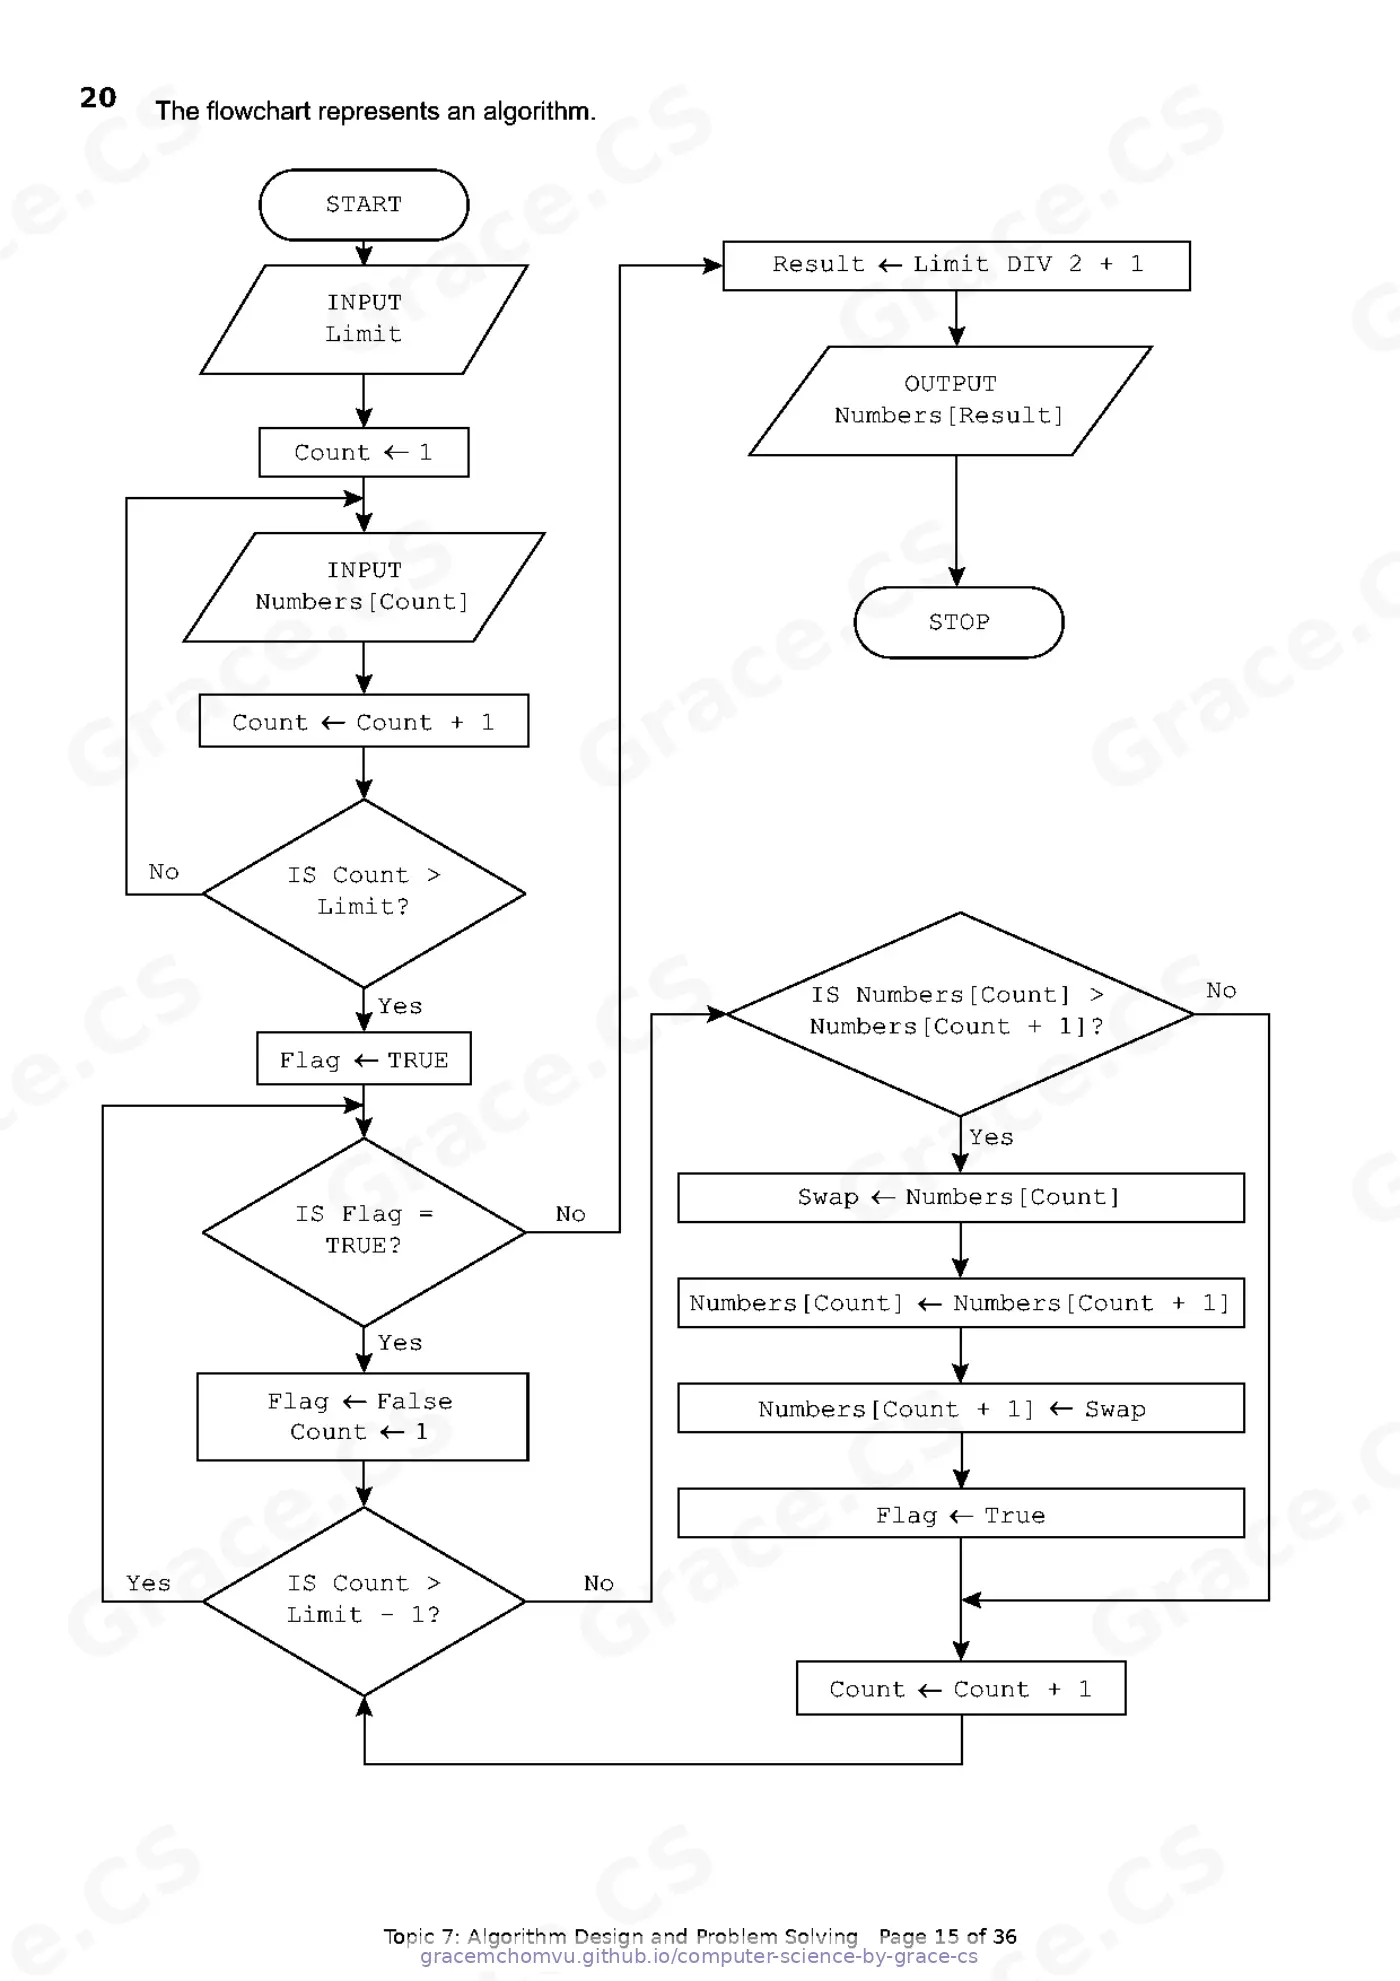 20
The flowchart represents an algorithm.
START
INPUT
Limit
Count ← 1
INPUT
Numbers[Count]
Count ← Count + 1
No
IS Count >
Limit?
Yes
Flag ← TRUE
IS Flag =
TRUE?
No
Yes
Flag ← False
Count ← 1
Yes
IS Count >
Limit – 1?
No
Result ← Limit DIV 2 + 1
OUTPUT
Numbers[Result]
STOP
IS Numbers[Count] >
Numbers[Count + 1]?
No
Yes
Swap ← Numbers[Count]
Numbers[Count] ← Numbers[Count + 1]
Numbers[Count + 1] ← Swap
Flag ← True
Count ← Count + 1
Grace.CS
Topic 7: Algorithm Design and Problem Solving Page 15 of 36
gracemchomvu.github.io/computer-science-by-grace-cs